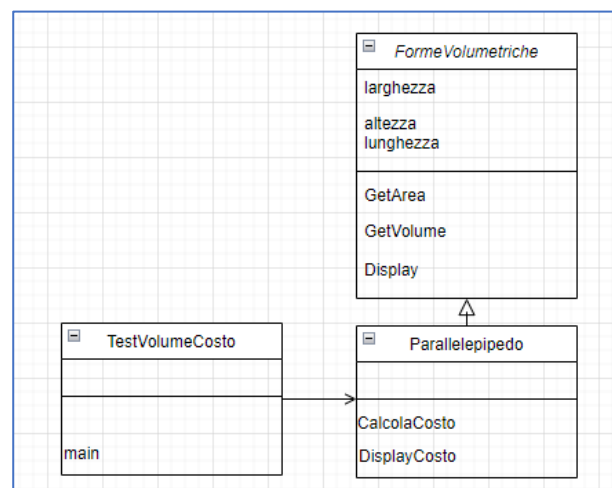 FormeVolumetriche
larghezza
altezza
lunghezza
GetArea
GetVolume
Display
TestVolumeCosto
main
Parallelepipedo
CalcolaCosto
DisplayCosto